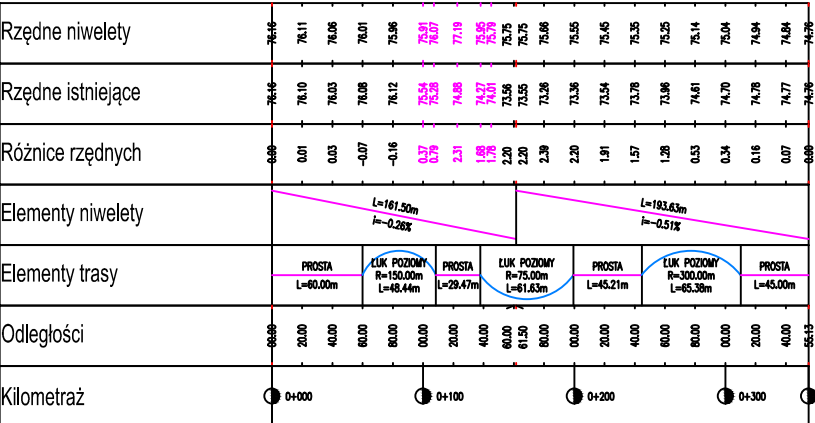 Rzędne niwelety 76.16 76.11 76.06 76.01 75.96 75.91 76.07 77.19 75.95 75.79 75.75 75.75 75.66 75.55 75.45 75.35 75.25 75.14 75.04 74.94 74.84 74.76
Rzędne istniejące 76.16 76.10 76.03 76.08 76.12 75.54 75.28 74.88 74.27 74.01 73.56 73.55 73.26 73.36 73.54 73.78 73.96 74.61 74.70 74.78 74.77 74.76
Różnice rzędnych 0.00 0.01 0.03 -0.07 -0.16 0.37 0.79 2.31 1.68 1.78 2.20 2.20 2.39 2.20 1.91 1.57 1.28 0.53 0.34 0.16 0.07 0.00
Elementy niwelety
L=161.50m
i=-0.26%
L=193.63m
i=-0.51%
Elementy trasy
PROSTA
L=60.00m
ŁUK POZIOMY
R=150.00m
L=48.44m
PROSTA
L=29.47m
ŁUK POZIOMY
R=75.00m
L=61.63m
PROSTA
L=45.21m
ŁUK POZIOMY
R=300.00m
L=65.38m
PROSTA
L=45.00m
Odległości 00.00 20.00 40.00 60.00 80.00 00.00 20.00 40.00 60.00 61.50 80.00 00.00 20.00 40.00 60.00 80.00 00.00 20.00 40.00 55.13
Kilometraż 0+000 0+100 0+200 0+300